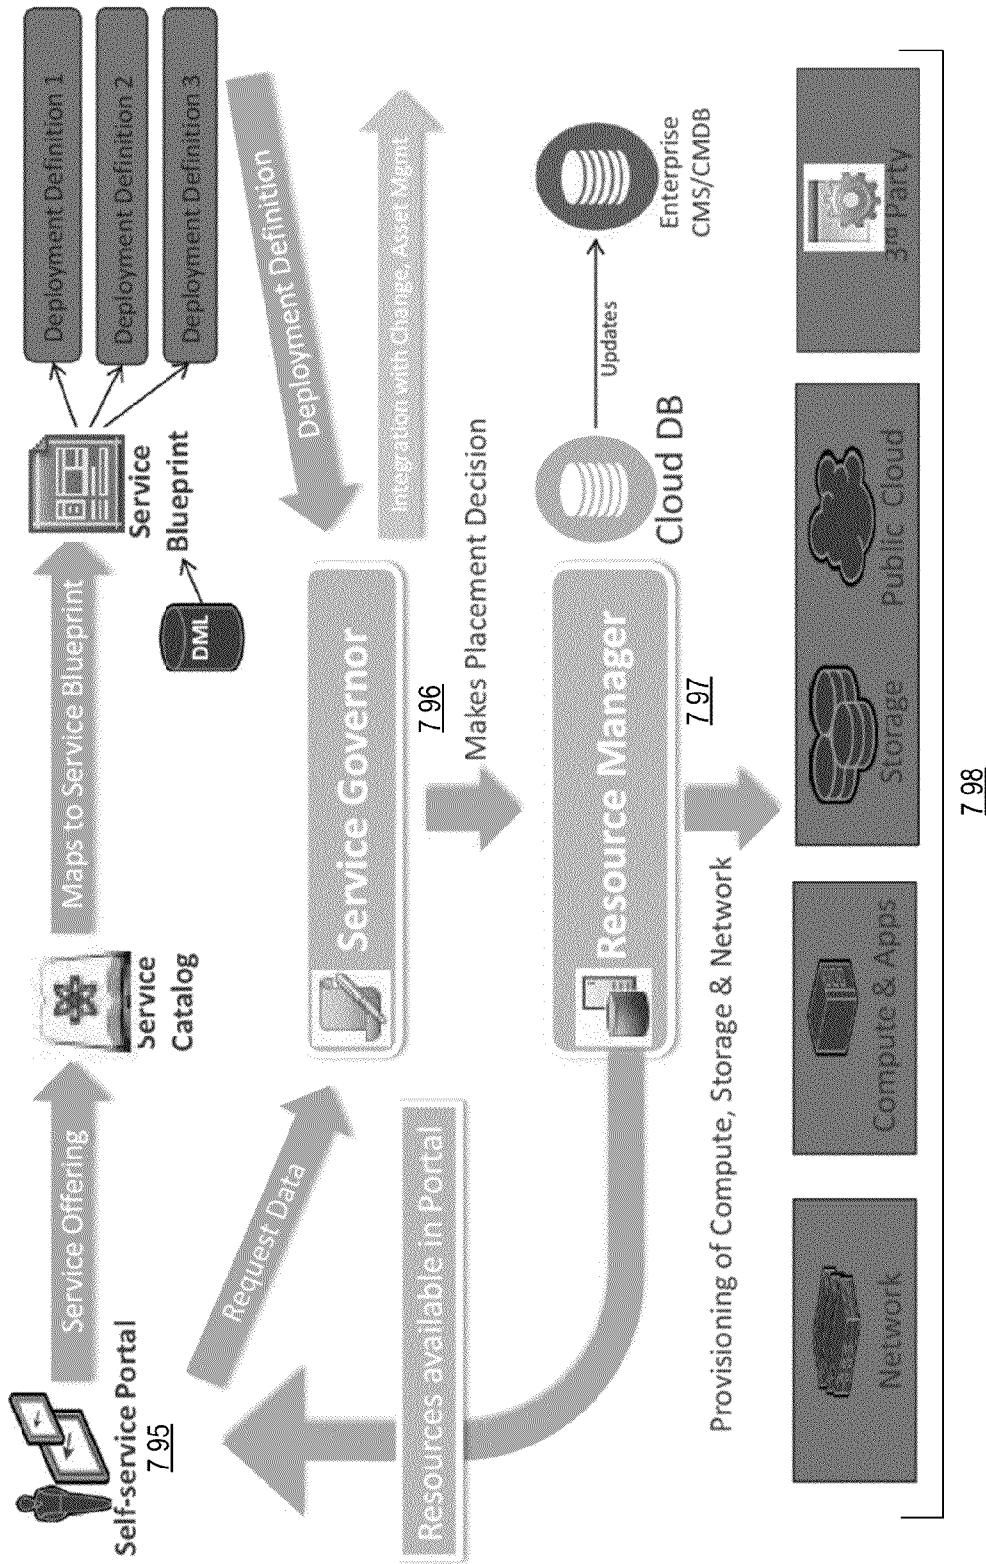 Self-service Portal
7 95
Service Offering
Service
Catalog
Maps to Service Blueprint
Service
Blueprint
DML
Deployment Definition 1
Deployment Definition 2
Deployment Definition 3
Request Data
Service Governor
7 96
Deployment Definition
Integration with Change, Asset Mgmt
Resources available in Portal
Makes Placement Decision
Resource Manager
7 97
Cloud DB
Updates
Enterprise
CMS/CMDB
Provisioning of Compute, Storage & Network
Network
Compute & Apps
Storage
Public Cloud
3rd Party
7 98